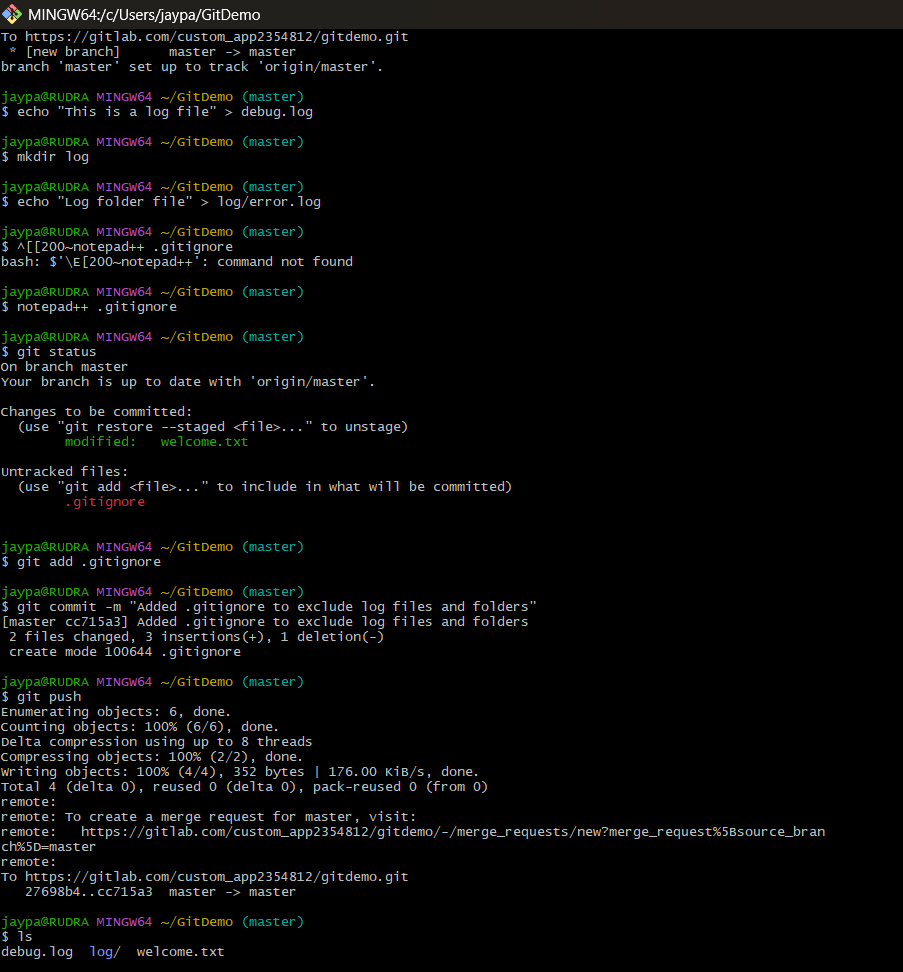 MINGW64:/c/Users/jaypa/GitDemo
To https://gitlab.com/custom_app2354812/gitdemo.git
 * [new branch]      master -> master
branch 'master' set up to track 'origin/master'.

jaypa@RUDRA MINGW64 ~/GitDemo (master)
$ echo "This is a log file" > debug.log

jaypa@RUDRA MINGW64 ~/GitDemo (master)
$ mkdir log

jaypa@RUDRA MINGW64 ~/GitDemo (master)
$ echo "Log folder file" > log/error.log

jaypa@RUDRA MINGW64 ~/GitDemo (master)
$ ^[[200~notepad++ .gitignore
bash: $'\E[200~notepad++': command not found

jaypa@RUDRA MINGW64 ~/GitDemo (master)
$ notepad++ .gitignore

jaypa@RUDRA MINGW64 ~/GitDemo (master)
$ git status
On branch master
Your branch is up to date with 'origin/master'.

Changes to be committed:
  (use "git restore --staged <file>..." to unstage)
        modified:   welcome.txt

Untracked files:
  (use "git add <file>..." to include in what will be committed)
        .gitignore

jaypa@RUDRA MINGW64 ~/GitDemo (master)
$ git add .gitignore

jaypa@RUDRA MINGW64 ~/GitDemo (master)
$ git commit -m "Added .gitignore to exclude log files and folders"
[master cc715a3] Added .gitignore to exclude log files and folders
 2 files changed, 3 insertions(+), 1 deletion(-)
 create mode 100644 .gitignore

jaypa@RUDRA MINGW64 ~/GitDemo (master)
$ git push
Enumerating objects: 6, done.
Counting objects: 100% (6/6), done.
Delta compression using up to 8 threads
Compressing objects: 100% (2/2), done.
Writing objects: 100% (4/4), 352 bytes | 176.00 KiB/s, done.
Total 4 (delta 0), reused 0 (delta 0), pack-reused 0 (from 0)
remote:
remote: To create a merge request for master, visit:
remote:   https://gitlab.com/custom_app2354812/gitdemo/-/merge_requests/new?merge_request%5Bsource_bran
ch%5D=master
remote:
To https://gitlab.com/custom_app2354812/gitdemo.git
   27698b4..cc715a3  master -> master

jaypa@RUDRA MINGW64 ~/GitDemo (master)
$ ls
debug.log  log/  welcome.txt